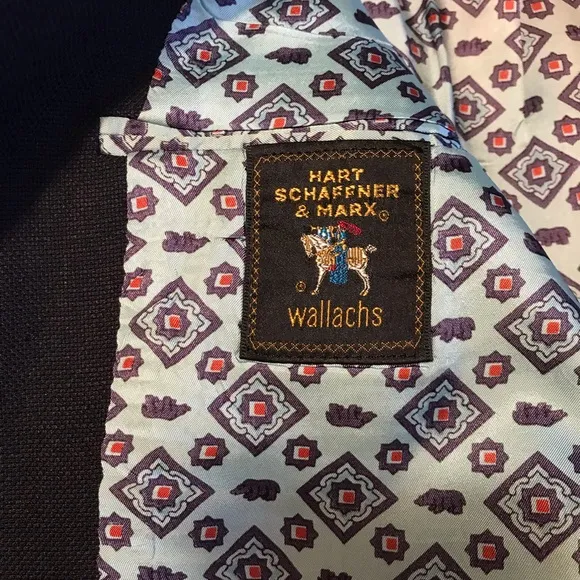 HART
SCHAFFNER
& MARX®
®
wallachs